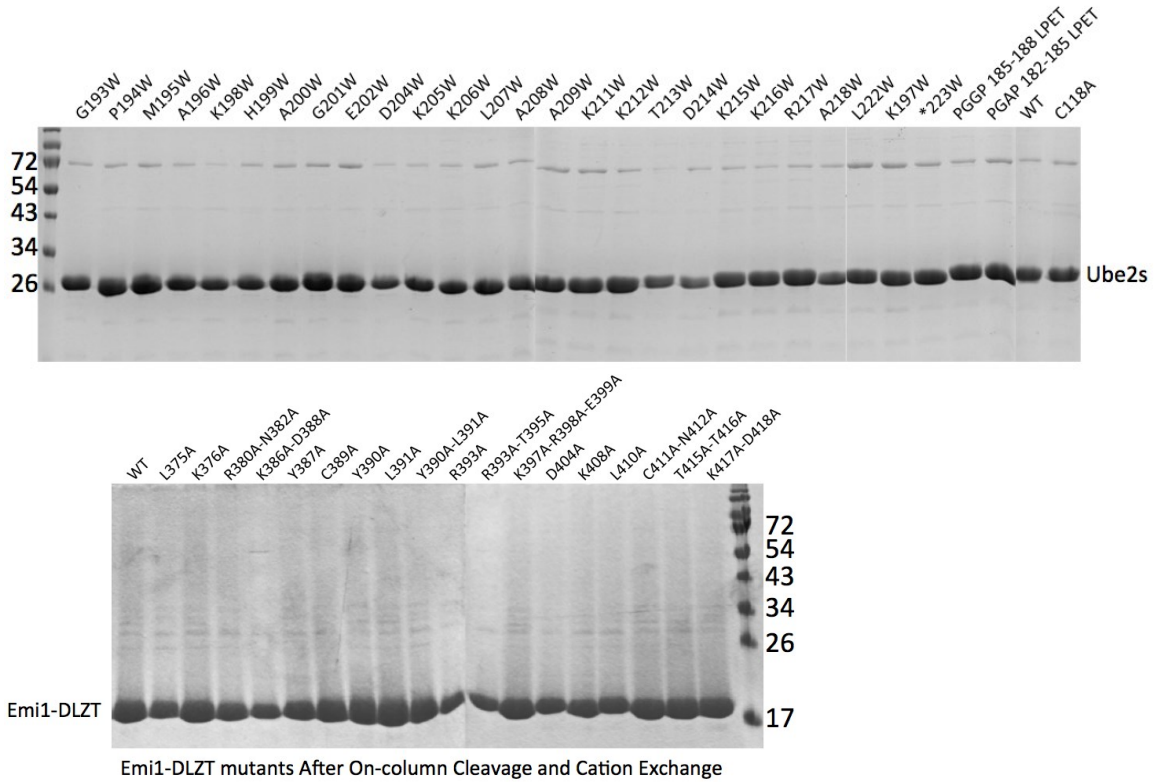 G193W P194W M195W A196W K198W H199W A200W G201W E202W D204W K205W K206W L207W A208W A209W K211W K212W T213W D214W K215W K216W R217W A218W L222W K197W *223W PGGP 185-188 LPET PGAP 182-185 LPET WT C118A
72
54
43
34
26
Ube2s
WT L375A K376A R380A-N382A K386A-D388A Y387A C389A Y390A L391A Y390A-L391A R393A R393A-T395A K397A-R398A-E399A D404A K408A L410A C411A-N412A T415A-T416A K417A-D418A
72
54
43
34
26
Emi1-DLZT
17
Emi1-DLZT mutants After On-column Cleavage and Cation Exchange